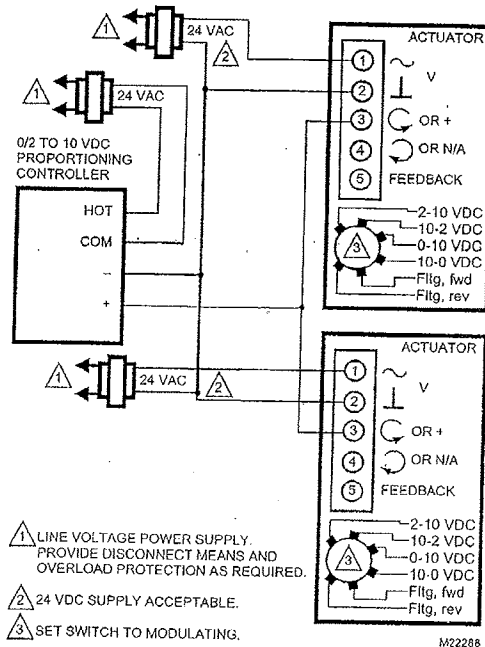 1
24 VAC
2
1
24 VAC
0/2 TO 10 VDC
PROPORTIONING
CONTROLLER
HOT
COM
–
+
ACTUATOR
1
2
V
3
OR +
4
OR N/A
5
FEEDBACK
2-10 VDC
10-2 VDC
0-10 VDC
10-0 VDC
Fltg, fwd
Fltg, rev
3
1
24 VAC
2
ACTUATOR
1
2
V
3
OR +
4
OR N/A
5
FEEDBACK
2-10 VDC
10-2 VDC
0-10 VDC
10-0 VDC
Fltg, fwd
Fltg, rev
3
1 LINE VOLTAGE POWER SUPPLY.
PROVIDE DISCONNECT MEANS AND
OVERLOAD PROTECTION AS REQUIRED.
2 24 VDC SUPPLY ACCEPTABLE.
3 SET SWITCH TO MODULATING.
M22288